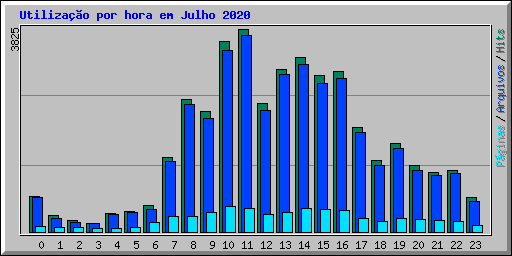 Utilização por hora em Julho 2020
3825
Páginas / Arquivos / Hits
0 1 2 3 4 5 6 7 8 9 10 11 12 13 14 15 16 17 18 19 20 21 22 23